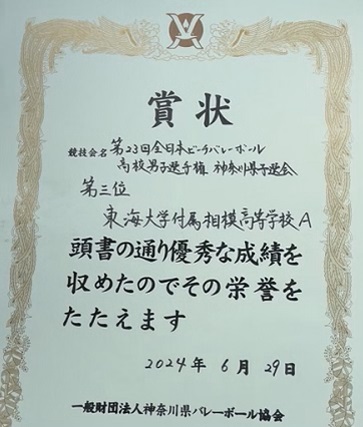 賞状
競技会名 第23回全日本ビーチバレーボール
高校男子選手権 神奈川県予選会
第三位
東海大学付属相模高等学校A
頭書の通り優秀な成績を
収めたのでその栄誉を
たたえます
2024年 6月 29日
一般財団法人神奈川県バレーボール協会